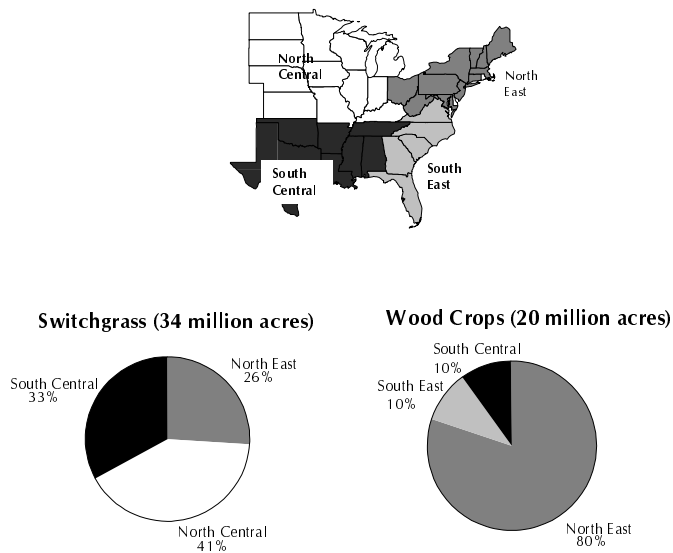 North
Central
North
East
South
Central
South
East
Switchgrass (34 million acres)
Wood Crops (20 million acres)
South Central
33%
North East
26%
North Central
41%
South Central
10%
South East
10%
North East
80%